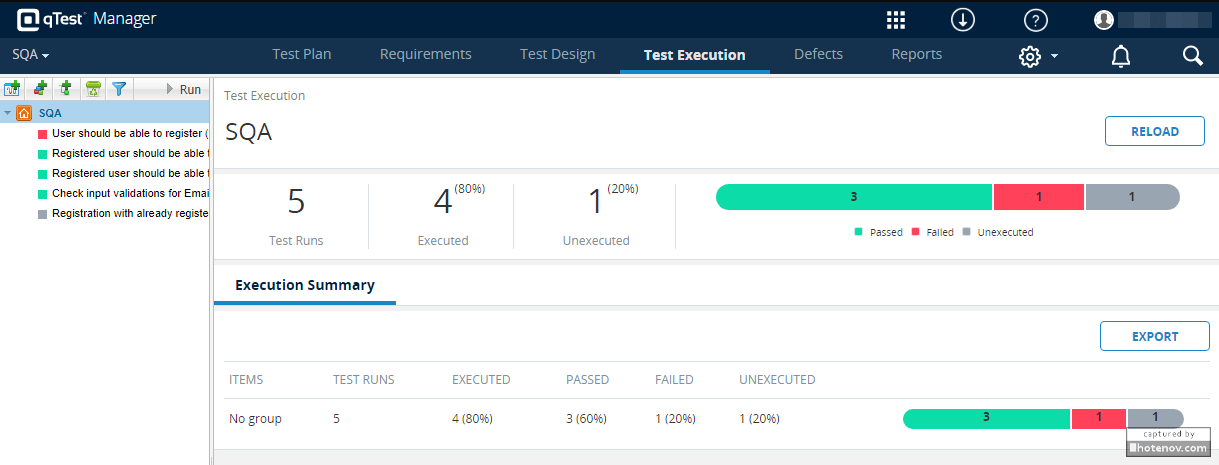 qTest Manager
SQA
Test Plan
Requirements
Test Design
Test Execution
Defects
Reports
Run
SQA
User should be able to register (
Registered user should be able
Registered user should be able
Check input validations for Emai
Registration with already registe
Test Execution
SQA
RELOAD
5
Test Runs
4 (80%)
Executed
1 (20%)
Unexecuted
3 1 1
Passed Failed Unexecuted
Execution Summary
EXPORT
ITEMS TEST RUNS EXECUTED PASSED FAILED UNEXECUTED
No group 5 4 (80%) 3 (60%) 1 (20%) 1 (20%) 3 1 1
captured by
hotenov.com